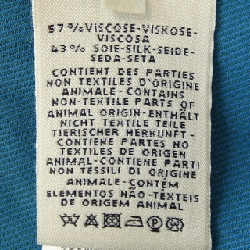 57%VISCOSE-VISKOSE-
VISCOSA
43% SOIE-SILK-SEIDE-
SEDA-SETA
CONTIENT DES PARTIES
NON TEXTILES D'ORIGINE
ANIMALE-CONTAINS
NON-TEXTILE PARTS OF
ANIMAL ORIGIN-ENTHÄLT
NICHT TEXTILE TEILE
TIERISCHER HERKUNFT-
CONTIENE PARTES NO
TEXTILES DE ORIGEN
ANIMAL-CONTIENE PARTI
NON TESSILI DI ORIGINE
ANIMALE-CONTÉM
ELEMENTOS NÃO-TÊXTEIS
DE ORIGEM ANIMAL